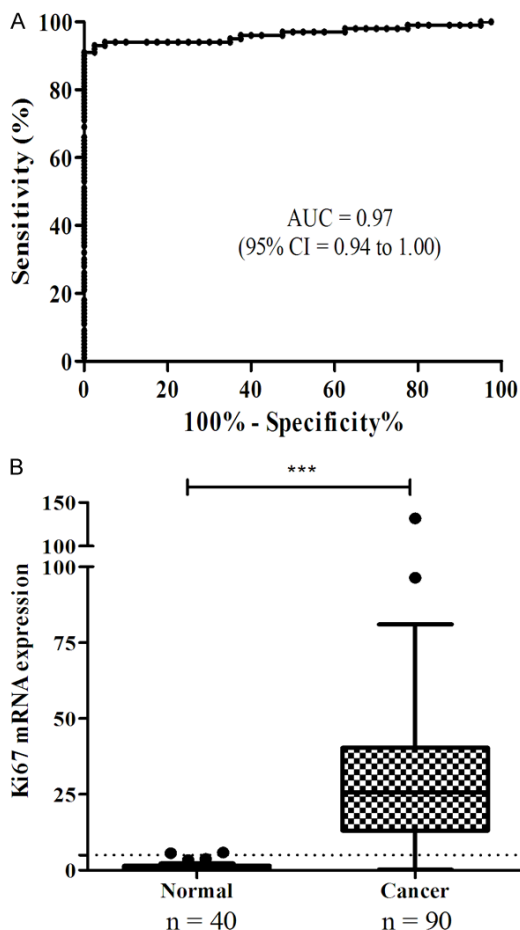 A
100
80
60
40
20
0
Sensitivity (%)
AUC = 0.97
(95% CI = 0.94 to 1.00)
0 20 40 60 80 100
100% - Specificity%
B
***
150
100
100
75
50
25
0
Ki67 mRNA expression
Normal Cancer
n = 40 n = 90